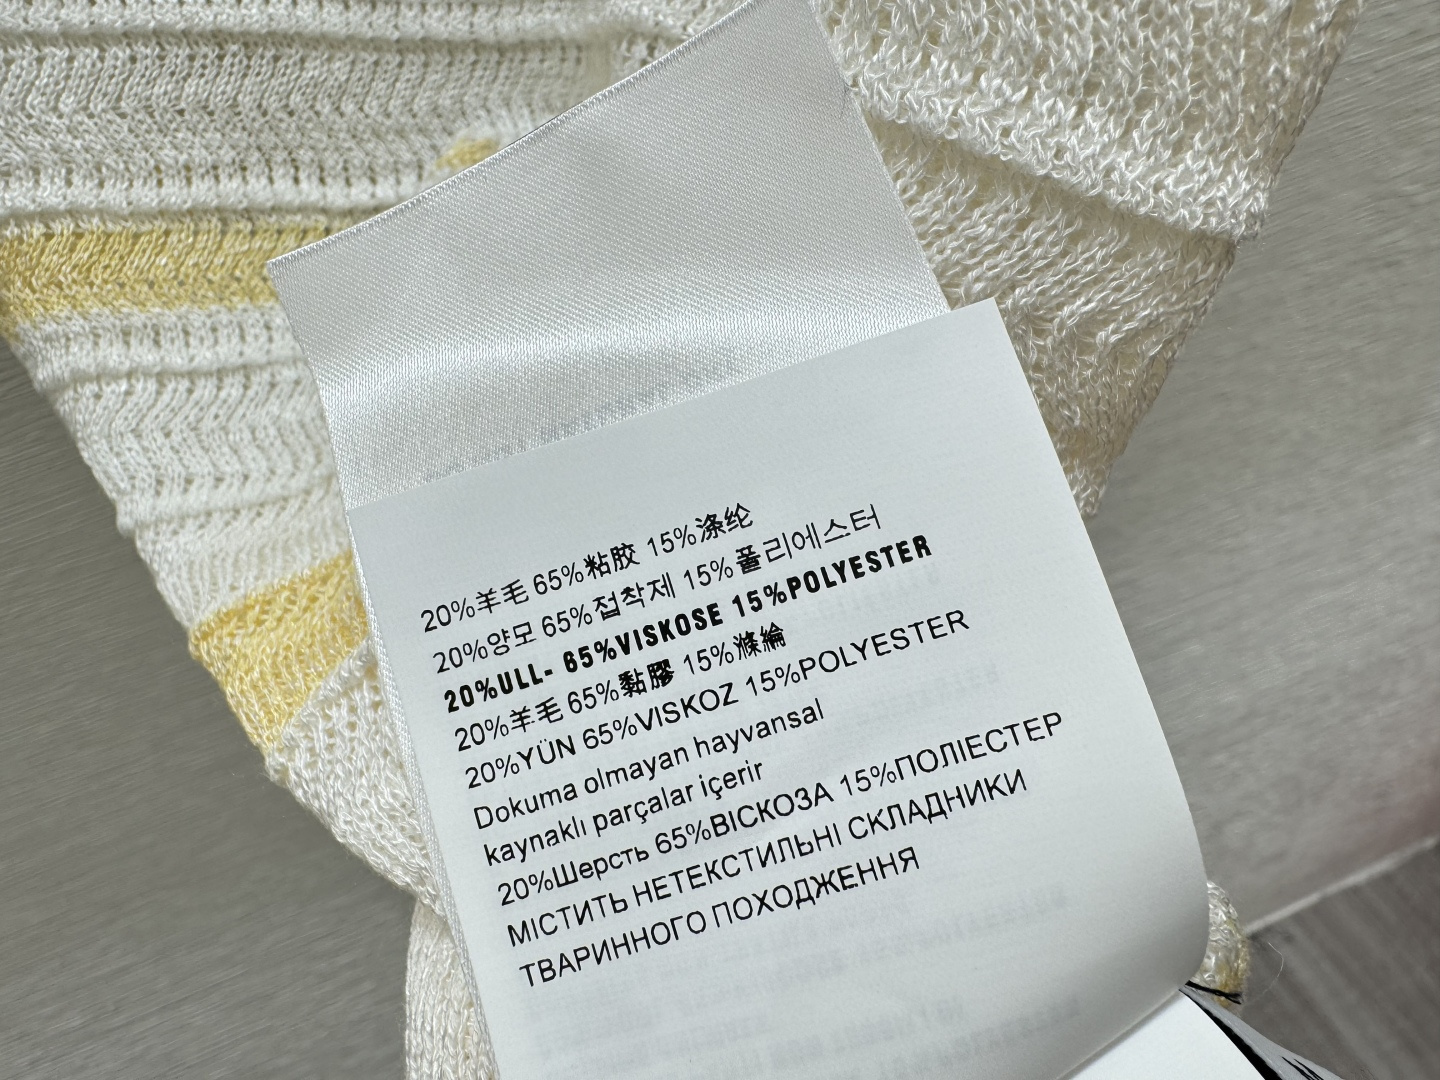 20%羊毛 65%粘胶 15%涤纶
20%양모 65%접착제 15%폴리에스터
20%ULL- 65%VISKOSE 15%POLYESTER
20%羊毛 65%黏膠 15%滌綸
20%YÜN 65%VISKOZ 15%POLYESTER
Dokuma olmayan hayvansal
kaynaklı parçalar içerir
20%Шерсть 65%ВІСКОЗА 15%ПОЛІЕСТЕР
МІСТИТЬ НЕТЕКСТИЛЬНІ СКЛАДНИКИ
ТВАРИННОГО ПОХОДЖЕННЯ